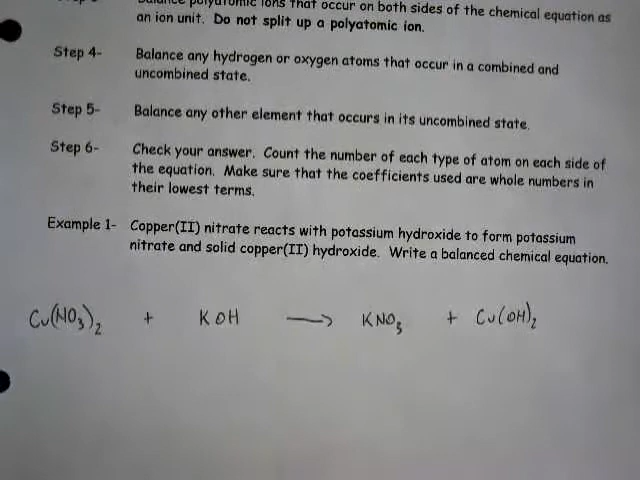 Balance polyatomic ions that occur on both sides of the chemical equation as
an ion unit. Do not split up a polyatomic ion.
Step 4- Balance any hydrogen or oxygen atoms that occur in a combined and
uncombined state.
Step 5- Balance any other element that occurs in its uncombined state.
Step 6- Check your answer. Count the number of each type of atom on each side of
the equation. Make sure that the coefficients used are whole numbers in
their lowest terms.
Example 1- Copper(II) nitrate reacts with potassium hydroxide to form potassium
nitrate and solid copper(II) hydroxide. Write a balanced chemical equation.
Cu(NO₃)₂ + KOH ⟶ KNO₃ + Cu(OH)₂